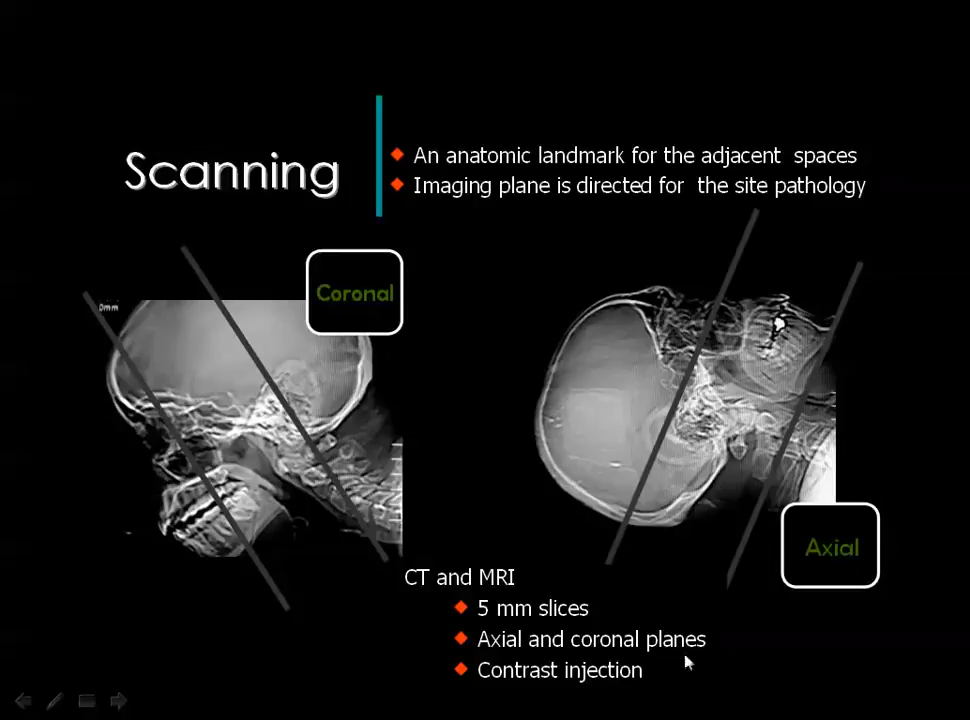 Scanning
An anatomic landmark for the adjacent spaces
Imaging plane is directed for the site pathology
Coronal
0mm
Axial
CT and MRI
5 mm slices
Axial and coronal planes
Contrast injection